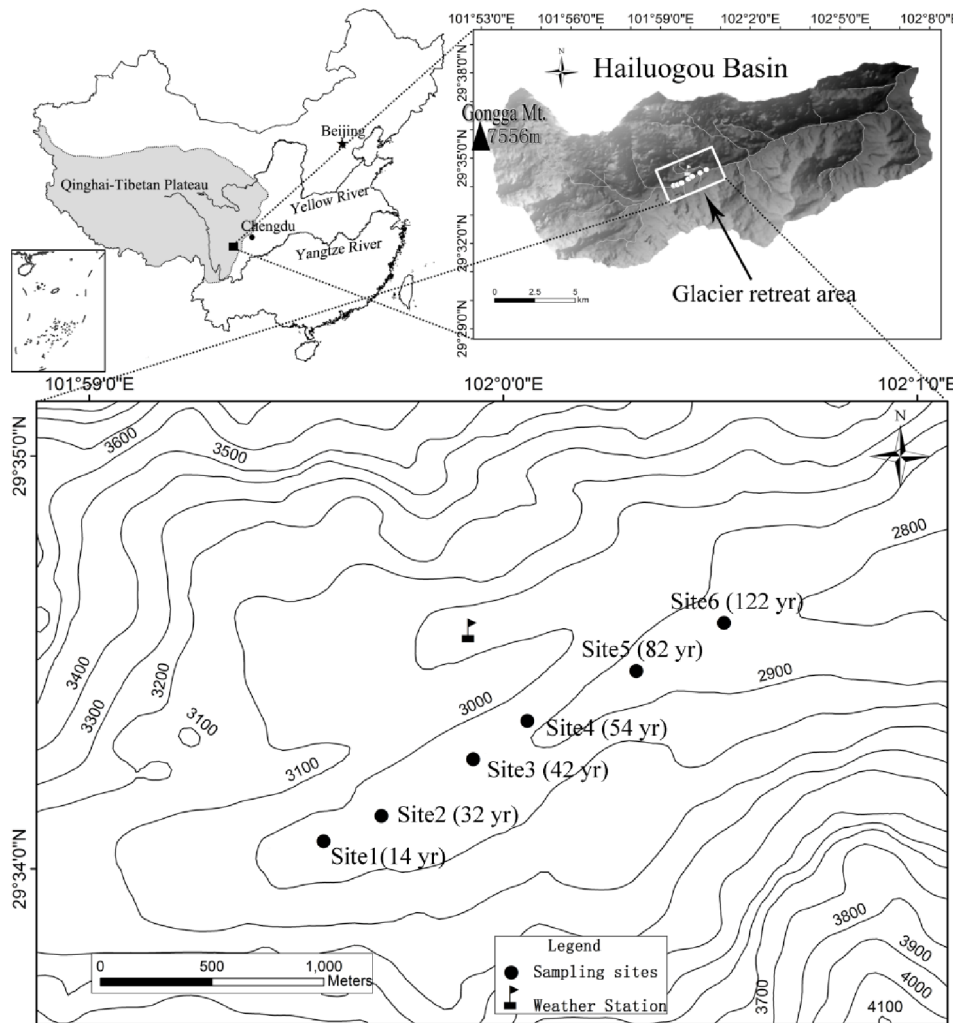 101°53'0"E 101°56'0"E 101°59'0"E 102°2'0"E 102°5'0"E 102°8'0"E
29°38'0"N
29°35'0"N
29°32'0"N
29°29'0"N
N
Hailuogou Basin
Gongga Mt.
7556m
Glacier retreat area
0 2.5 5
km
Beijing
Qinghai-Tibetan Plateau
Yellow River
Chengdu
Yangtze River
101°59'0"E 102°0'0"E 102°1'0"E
29°35'0"N
29°34'0"N
N
3600
3500
3400
3300
3200
3100
3100
3000
2800
2900
Site6 (122 yr)
Site5 (82 yr)
Site4 (54 yr)
Site3 (42 yr)
Site2 (32 yr)
Site1(14 yr)
3700
3800
3900
4000
4100
0 500 1,000
Meters
Legend
Sampling sites
Weather Station